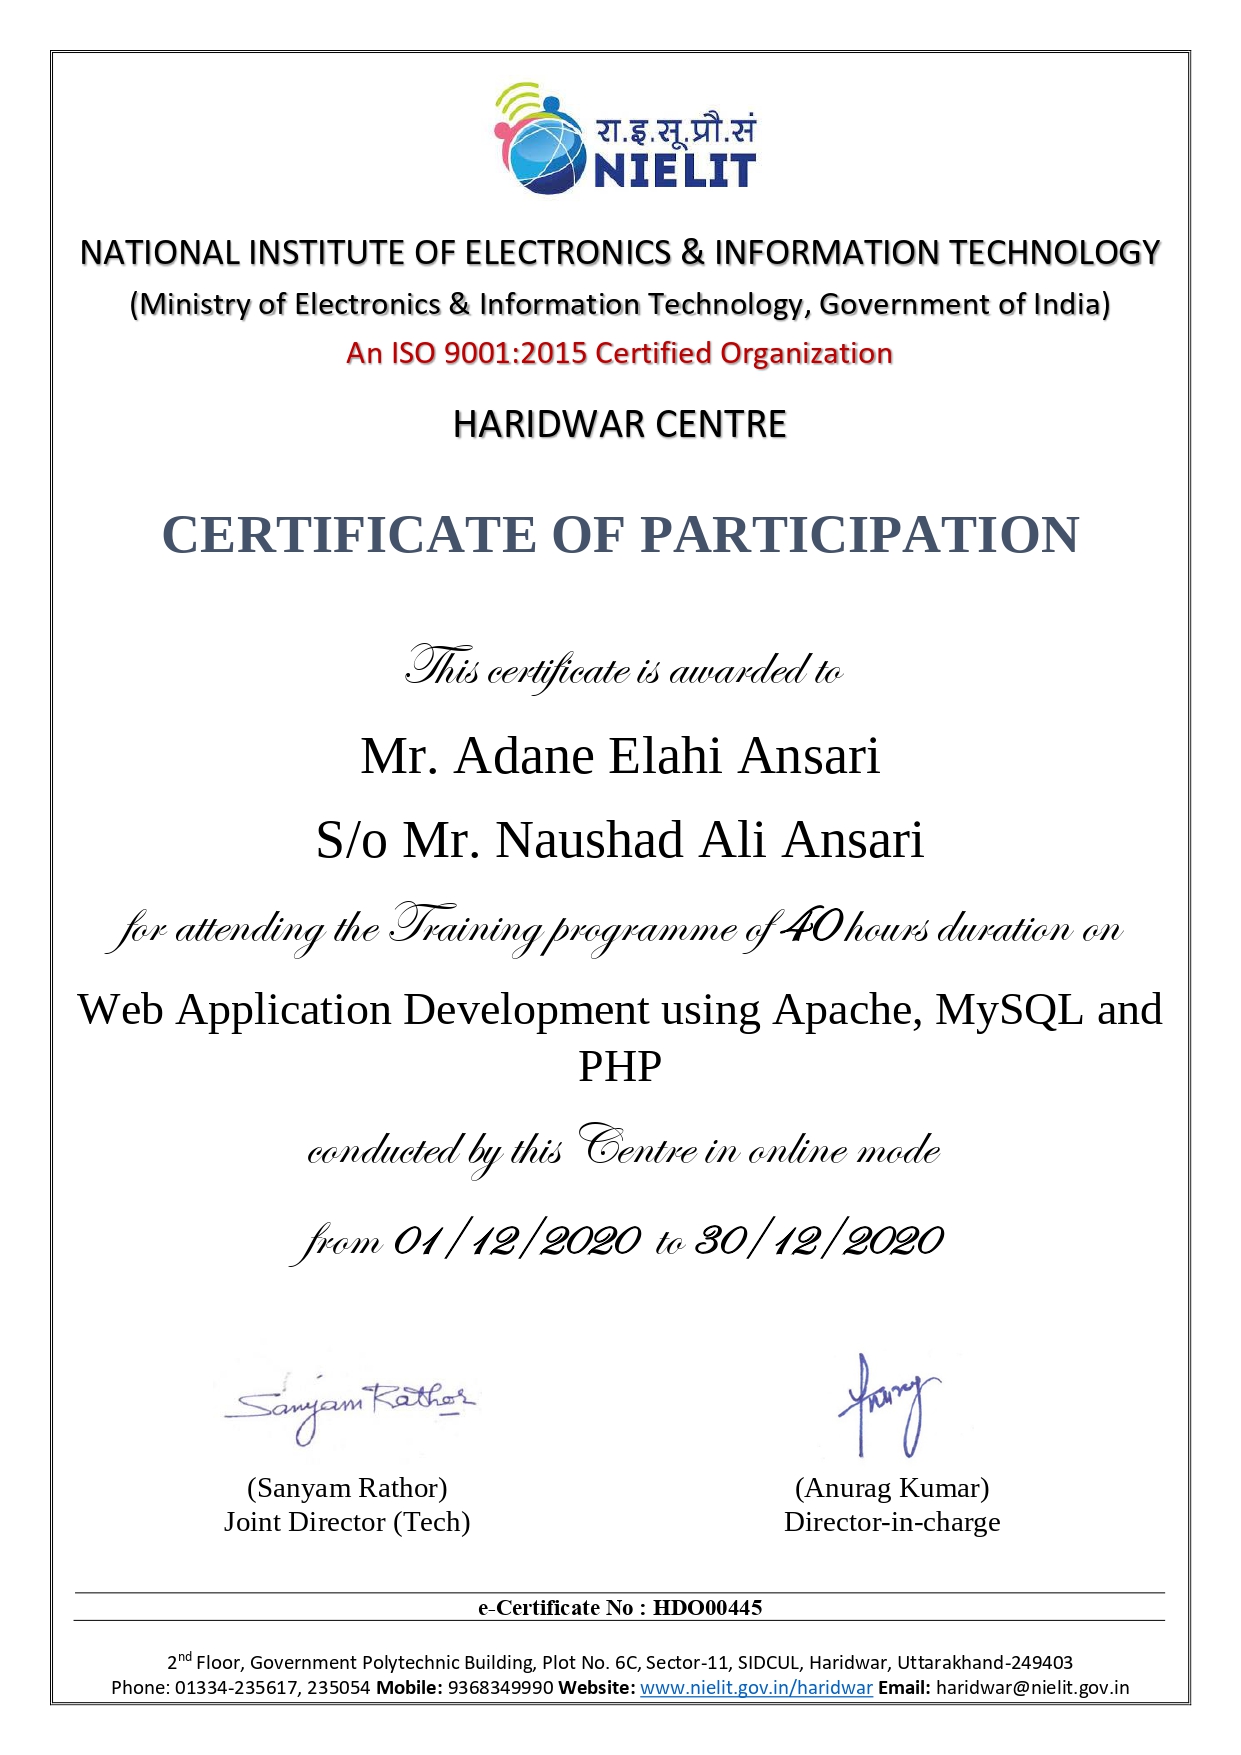 रा.इ.सू.प्रौ.सं
NIELIT
NATIONAL INSTITUTE OF ELECTRONICS & INFORMATION TECHNOLOGY
(Ministry of Electronics & Information Technology, Government of India)
An ISO 9001:2015 Certified Organization
HARIDWAR CENTRE
CERTIFICATE OF PARTICIPATION
This certificate is awarded to
Mr. Adane Elahi Ansari
S/o Mr. Naushad Ali Ansari
for attending the Training programme of 40 hours duration on
Web Application Development using Apache, MySQL and
PHP
conducted by this Centre in online mode
from 01/12/2020 to 30/12/2020
Sanyam Rathor
Anurag
(Sanyam Rathor)
(Anurag Kumar)
Joint Director (Tech)
Director-in-charge
e-Certificate No : HDO00445
2nd Floor, Government Polytechnic Building, Plot No. 6C, Sector-11, SIDCUL, Haridwar, Uttarakhand-249403
Phone: 01334-235617, 235054 Mobile: 9368349990 Website: www.nielit.gov.in/haridwar Email: haridwar@nielit.gov.in